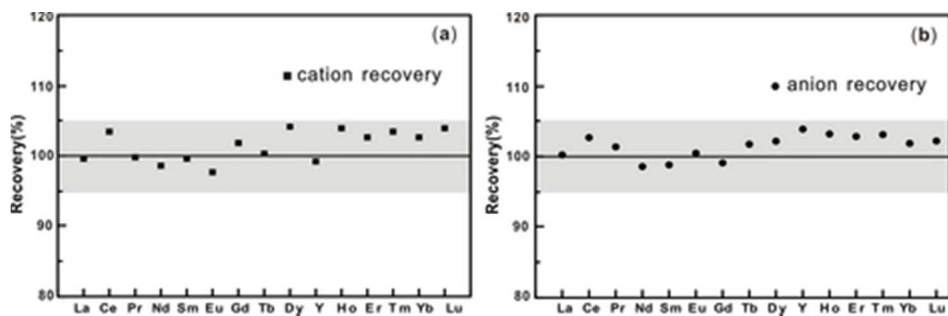 120
(a)
cation recovery
110
100
90
80
Recovery(%)
La Ce Pr Nd Sm Eu Gd Tb Dy Y Ho Er Tm Yb Lu
120
(b)
anion recovery
110
100
90
80
Recovery(%)
La Ce Pr Nd Sm Eu Gd Tb Dy Y Ho Er Tm Yb Lu